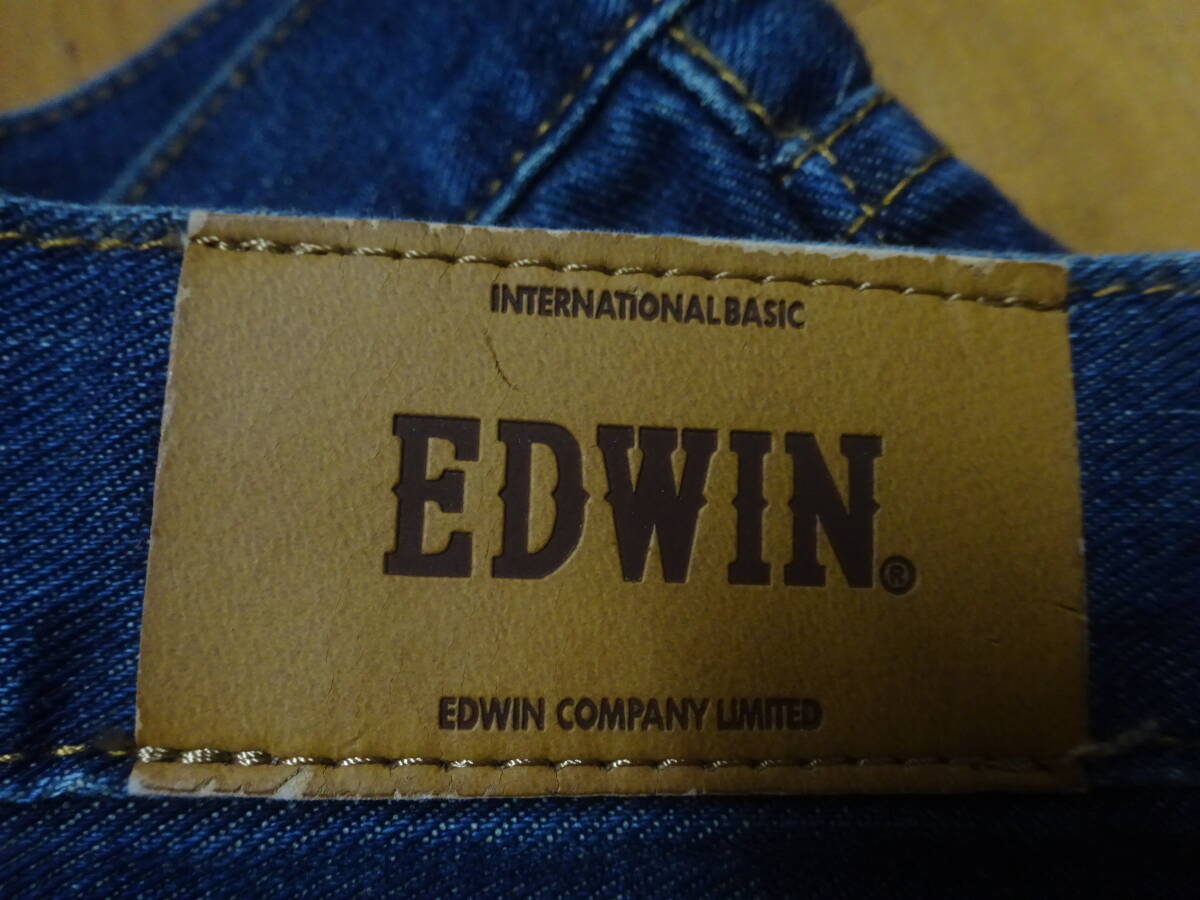 INTERNATIONAL BASIC
EDWIN®
EDWIN COMPANY LIMITED